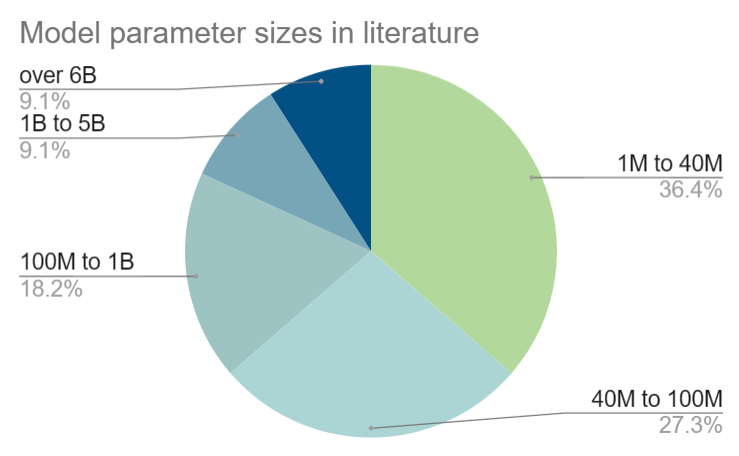 Model parameter sizes in literature
over 6B
9.1%
1B to 5B
9.1%
100M to 1B
18.2%
1M to 40M
36.4%
40M to 100M
27.3%